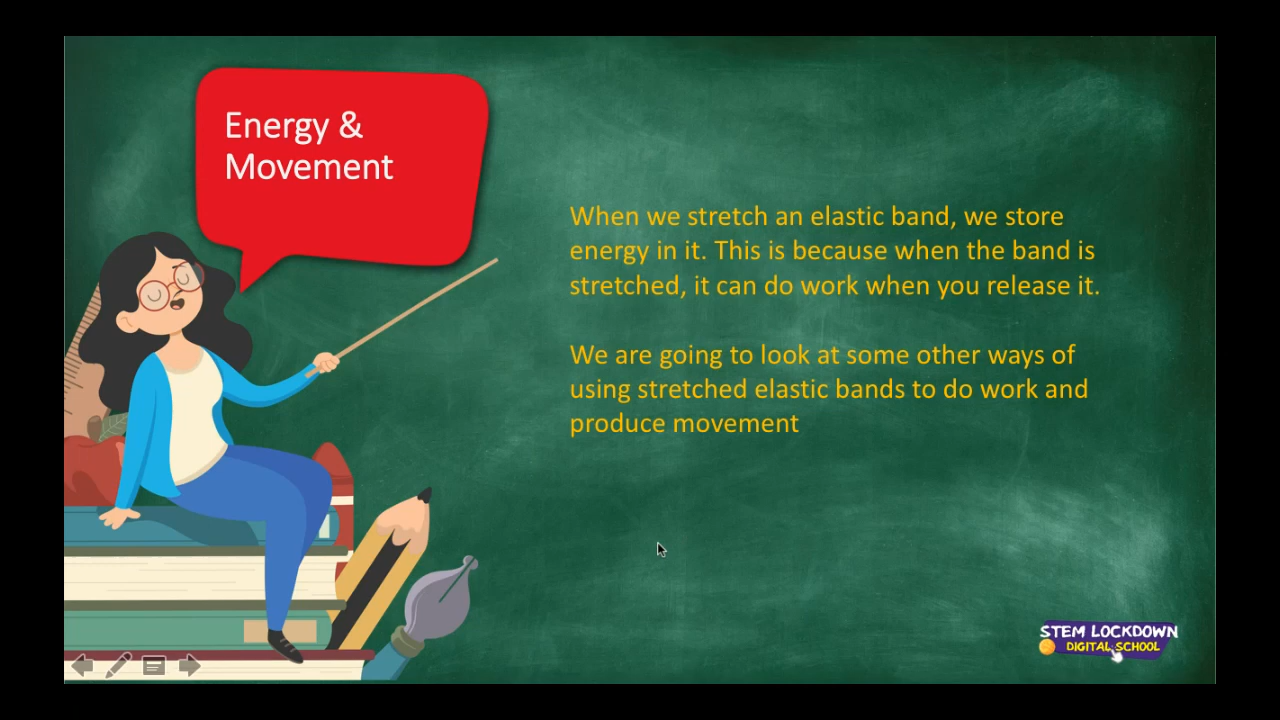 Energy &
Movement
When we stretch an elastic band, we store
energy in it. This is because when the band is
stretched, it can do work when you release it.
We are going to look at some other ways of
using stretched elastic bands to do work and
produce movement
STEM LOCKDOWN
DIGITAL SCHOOL